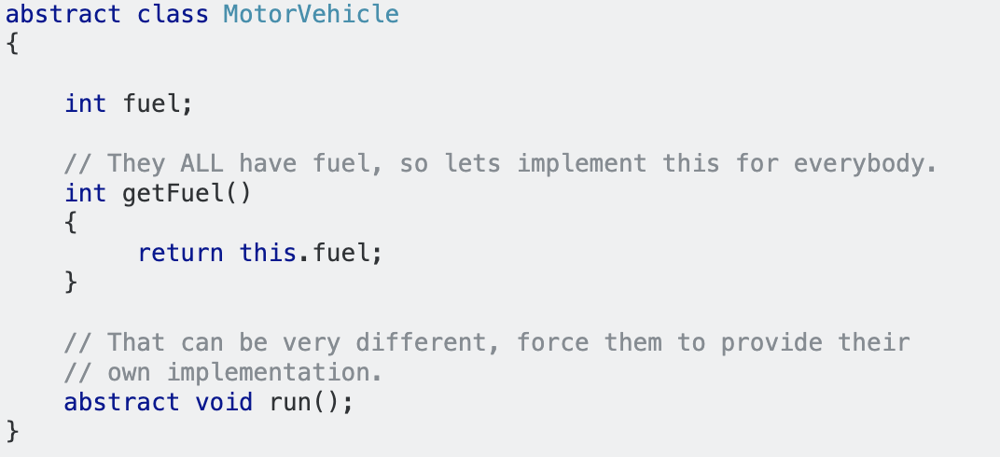 abstract class MotorVehicle
{
    int fuel;
    // They ALL have fuel, so lets implement this for everybody.
    int getFuel()
    {
         return this.fuel;
    }
    // That can be very different, force them to provide their
    // own implementation.
    abstract void run();
}